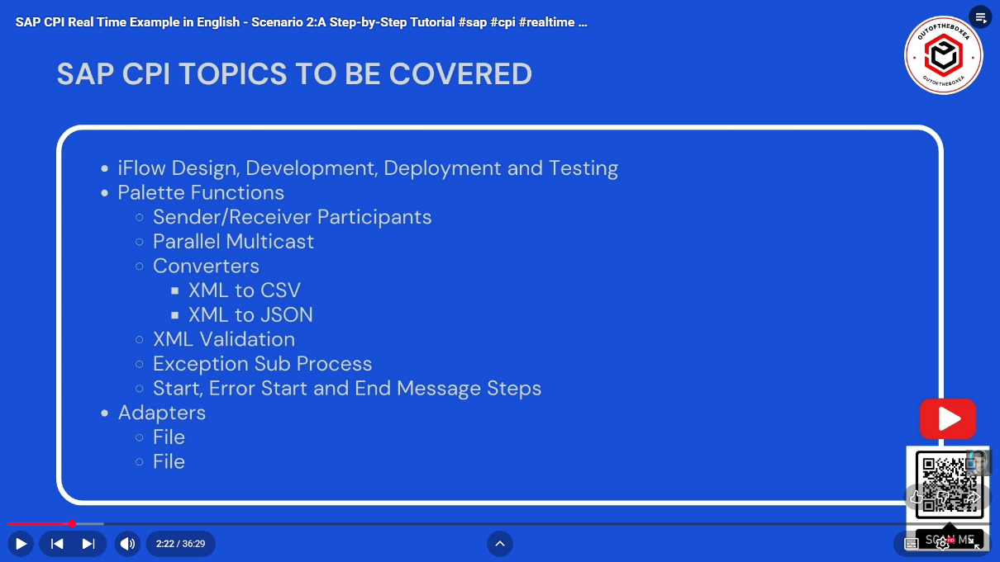 SAP CPI Real Time Example in English - Scenario 2:A Step-by-Step Tutorial #sap #cpi #realtime ...
OUTOFTHEBOXEA
OUTOFTHEBOXEA
SAP CPI TOPICS TO BE COVERED
iFlow Design, Development, Deployment and Testing
Palette Functions
Sender/Receiver Participants
Parallel Multicast
Converters
XML to CSV
XML to JSON
XML Validation
Exception Sub Process
Start, Error Start and End Message Steps
Adapters
File
File
2:22 / 36:29
SCAN ME
HD